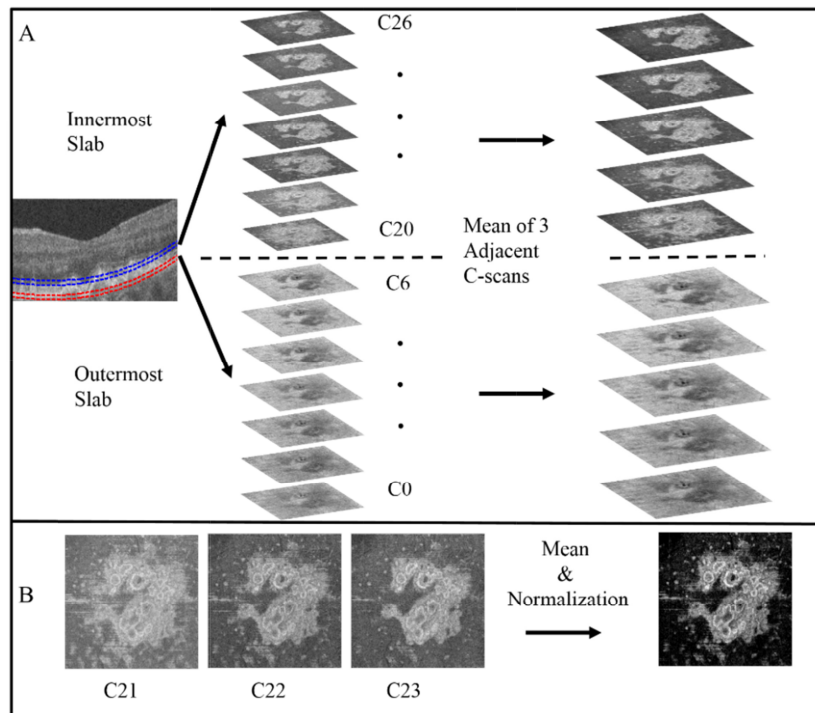 A
C26
Innermost
Slab
C20
Mean of 3
Adjacent
C-scans
C6
Outermost
Slab
C0
B
Mean
&
Normalization
C21
C22
C23